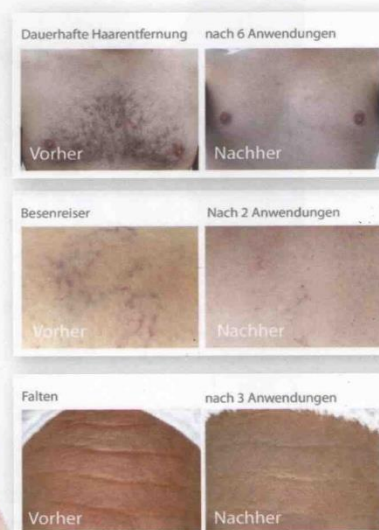 Dauerhafte Haarentfernung nach 6 Anwendungen
Vorher Nachher
Besenreiser Nach 2 Anwendungen
Vorher Nachher
Falten nach 3 Anwendungen
Vorher Nachher